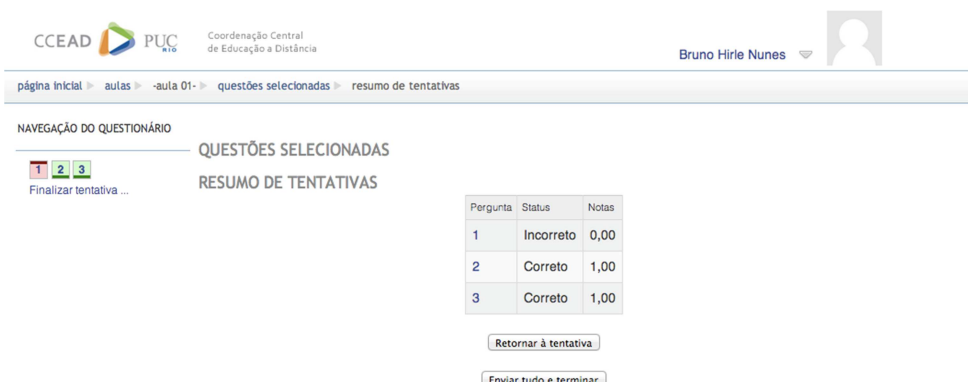 CCEAD PUC RIO
Coordenação Central
de Educação a Distância
Bruno Hirle Nunes
página inicial aulas -aula 01- questões selecionadas resumo de tentativas
NAVEGAÇÃO DO QUESTIONÁRIO
1 2 3
Finalizar tentativa ...
QUESTÕES SELECIONADAS
RESUMO DE TENTATIVAS
Pergunta Status Notas
1 Incorreto 0,00
2 Correto 1,00
3 Correto 1,00
Retornar à tentativa
Enviar tudo e terminar